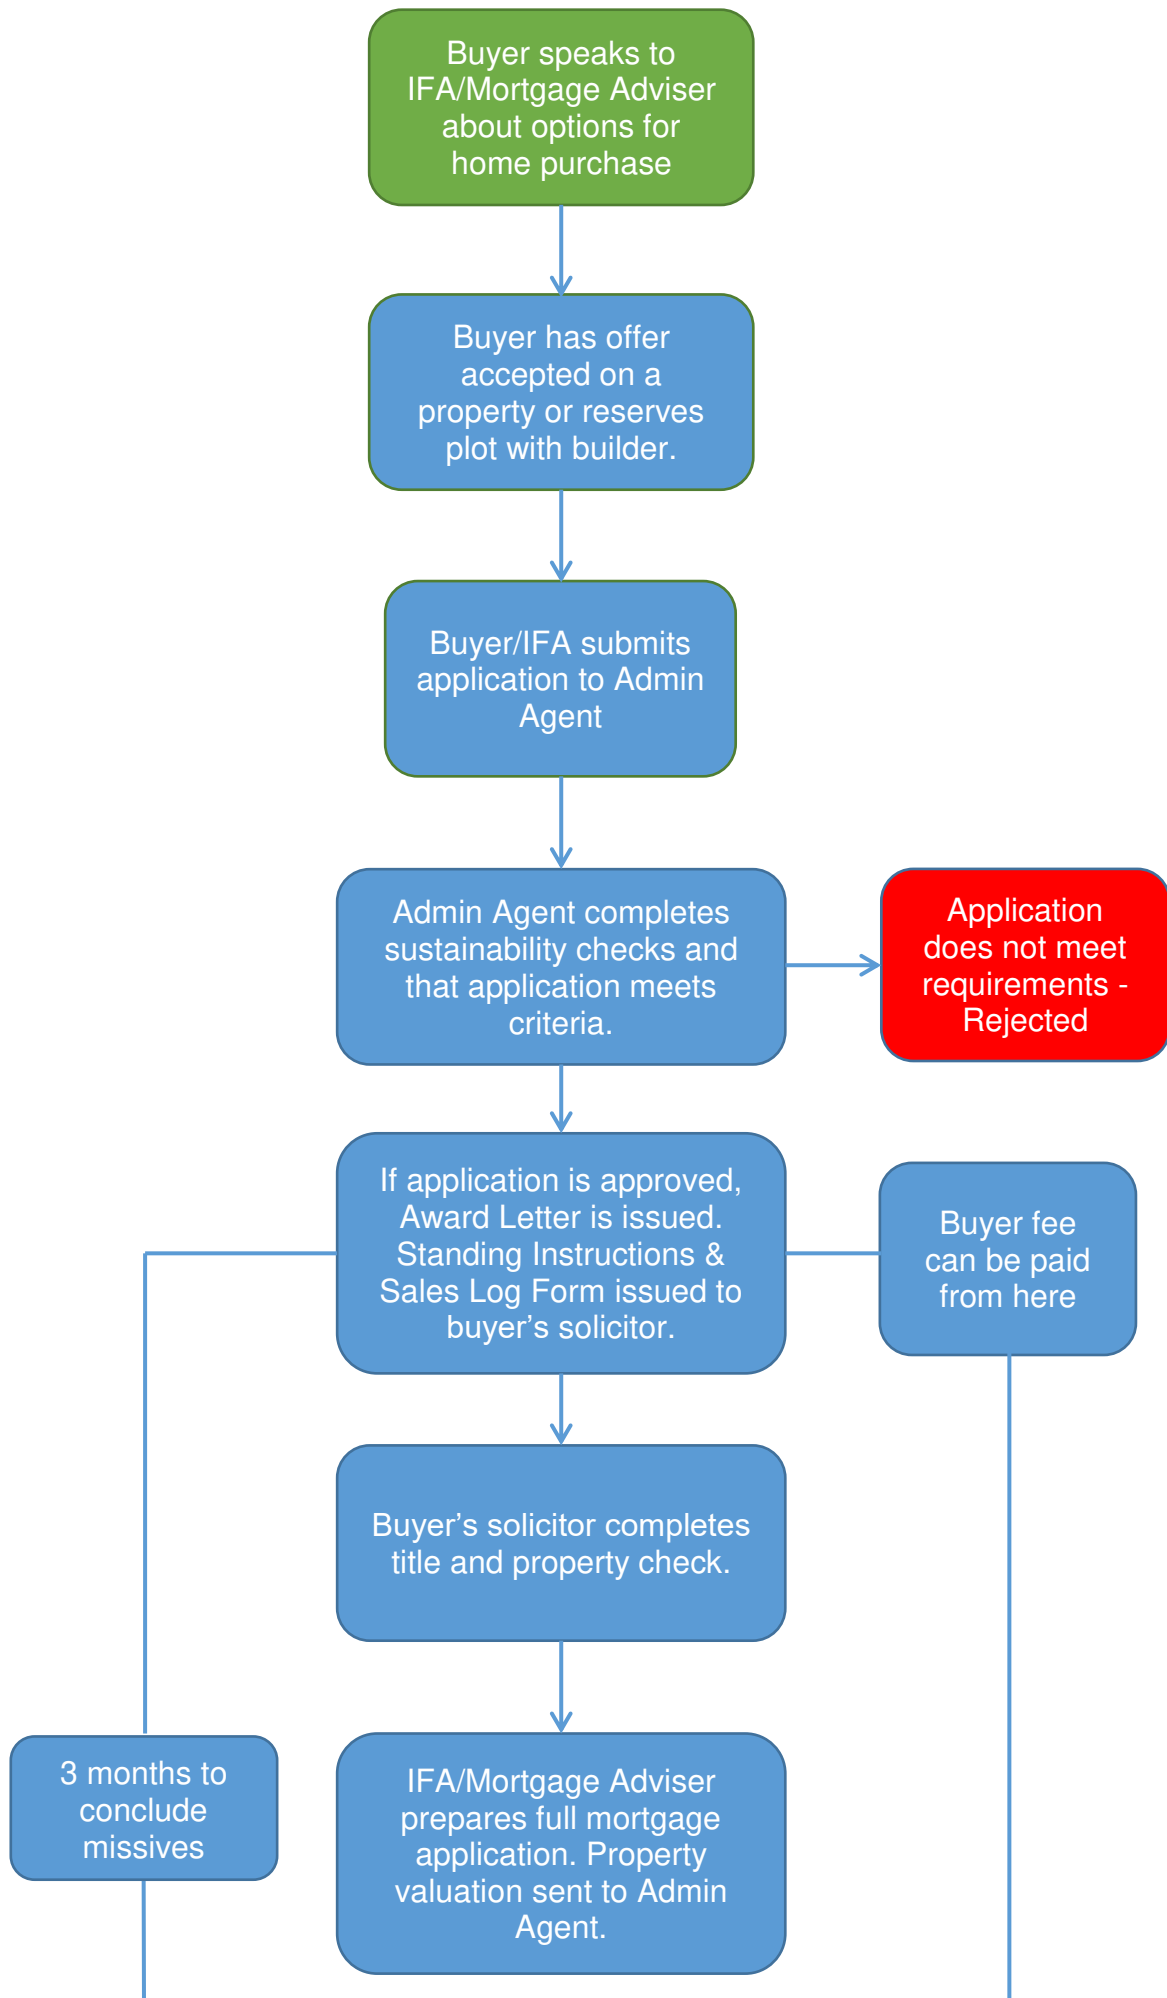 Buyer speaks to
IFA/Mortgage Adviser
about options for
home purchase
Buyer has offer
accepted on a
property or reserves
plot with builder.
Buyer/IFA submits
application to Admin
Agent
Admin Agent completes
sustainability checks and
that application meets
criteria.
Application
does not meet
requirements -
Rejected
If application is approved,
Award Letter is issued.
Standing Instructions &
Sales Log Form issued to
buyer’s solicitor.
Buyer fee
can be paid
from here
Buyer’s solicitor completes
title and property check.
3 months to
conclude
missives
IFA/Mortgage Adviser
prepares full mortgage
application. Property
valuation sent to Admin
Agent.